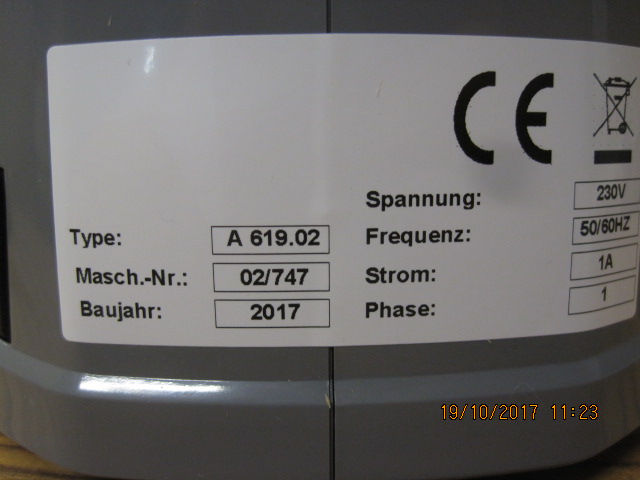 CE
Spannung: 230V
Type: A 619.02 Frequenz: 50/60HZ
Masch.-Nr.: 02/747 Strom: 1A
Baujahr: 2017 Phase: 1
19/10/2017 11:23